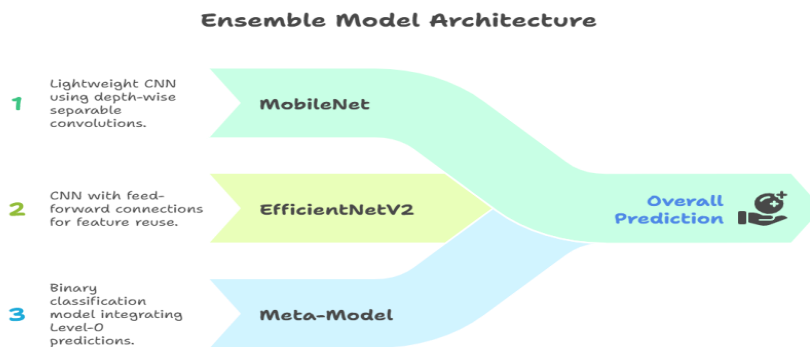 Ensemble Model Architecture
1
Lightweight CNN
using depth-wise
separable
convolutions.
MobileNet
2
CNN with feed-
forward connections
for feature reuse.
EfficientNetV2
Overall
Prediction
3
Binary
classification
model integrating
Level-0
predictions.
Meta-Model